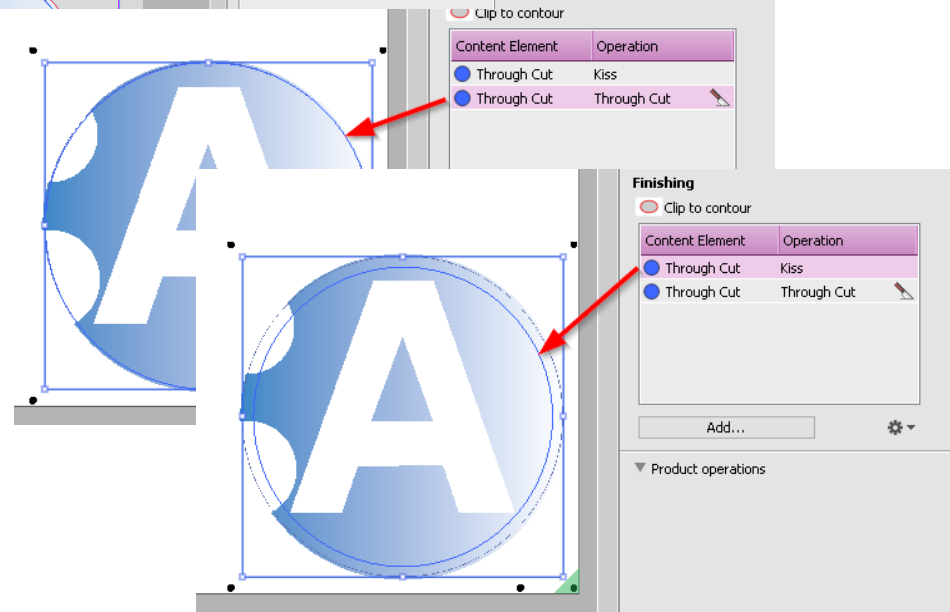 Clip to contour
Content Element Operation
Through Cut Kiss
Through Cut Through Cut
A
Finishing
Clip to contour
Content Element Operation
Through Cut Kiss
Through Cut Through Cut
A
Add...
Product operations